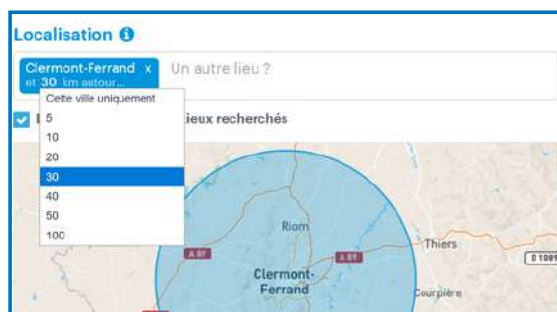 Localisation
Clermont-Ferrand x
et 30 km autour...
Un autre lieu ?
Cette ville uniquement
5
10
20
30
40
50
100
lieux recherchés
Riom
A 89
A 89
Thiers
D 1089
Clermont-
Ferrand
Courpière